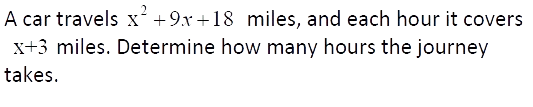 A car travels x² +9x+18 miles, and each hour it covers
x+3 miles. Determine how many hours the journey
takes.